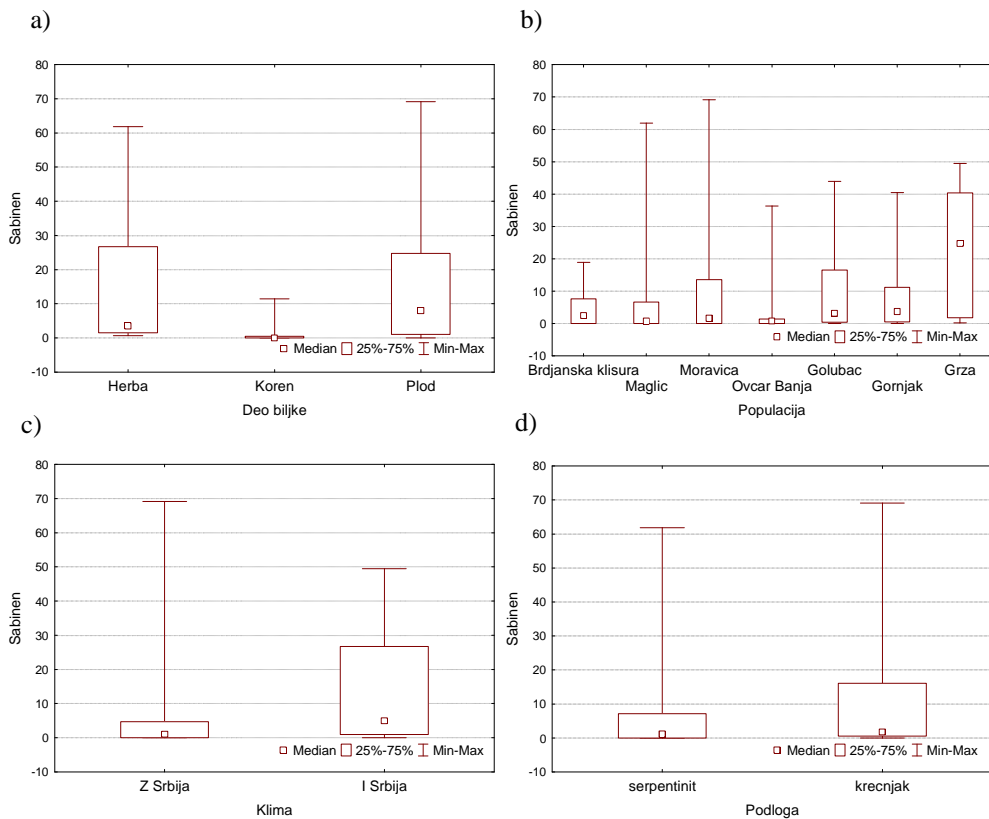 a)
80
70
60
50
40
30
20
10
0
-10
Sabinen
Median 25%-75% Min-Max
Herba Koren Plod
Deo biljke
b)
80
70
60
50
40
30
20
10
0
-10
Sabinen
Median 25%-75% Min-Max
Brdjanska klisura Moravica Golubac Grza
Maglic Ovcar Banja Gornjak
Populacija
c)
80
70
60
50
40
30
20
10
0
-10
Sabinen
Median 25%-75% Min-Max
Z Srbija I Srbija
Klima
d)
80
70
60
50
40
30
20
10
0
-10
Sabinen
Median 25%-75% Min-Max
serpentinit krecnjak
Podloga